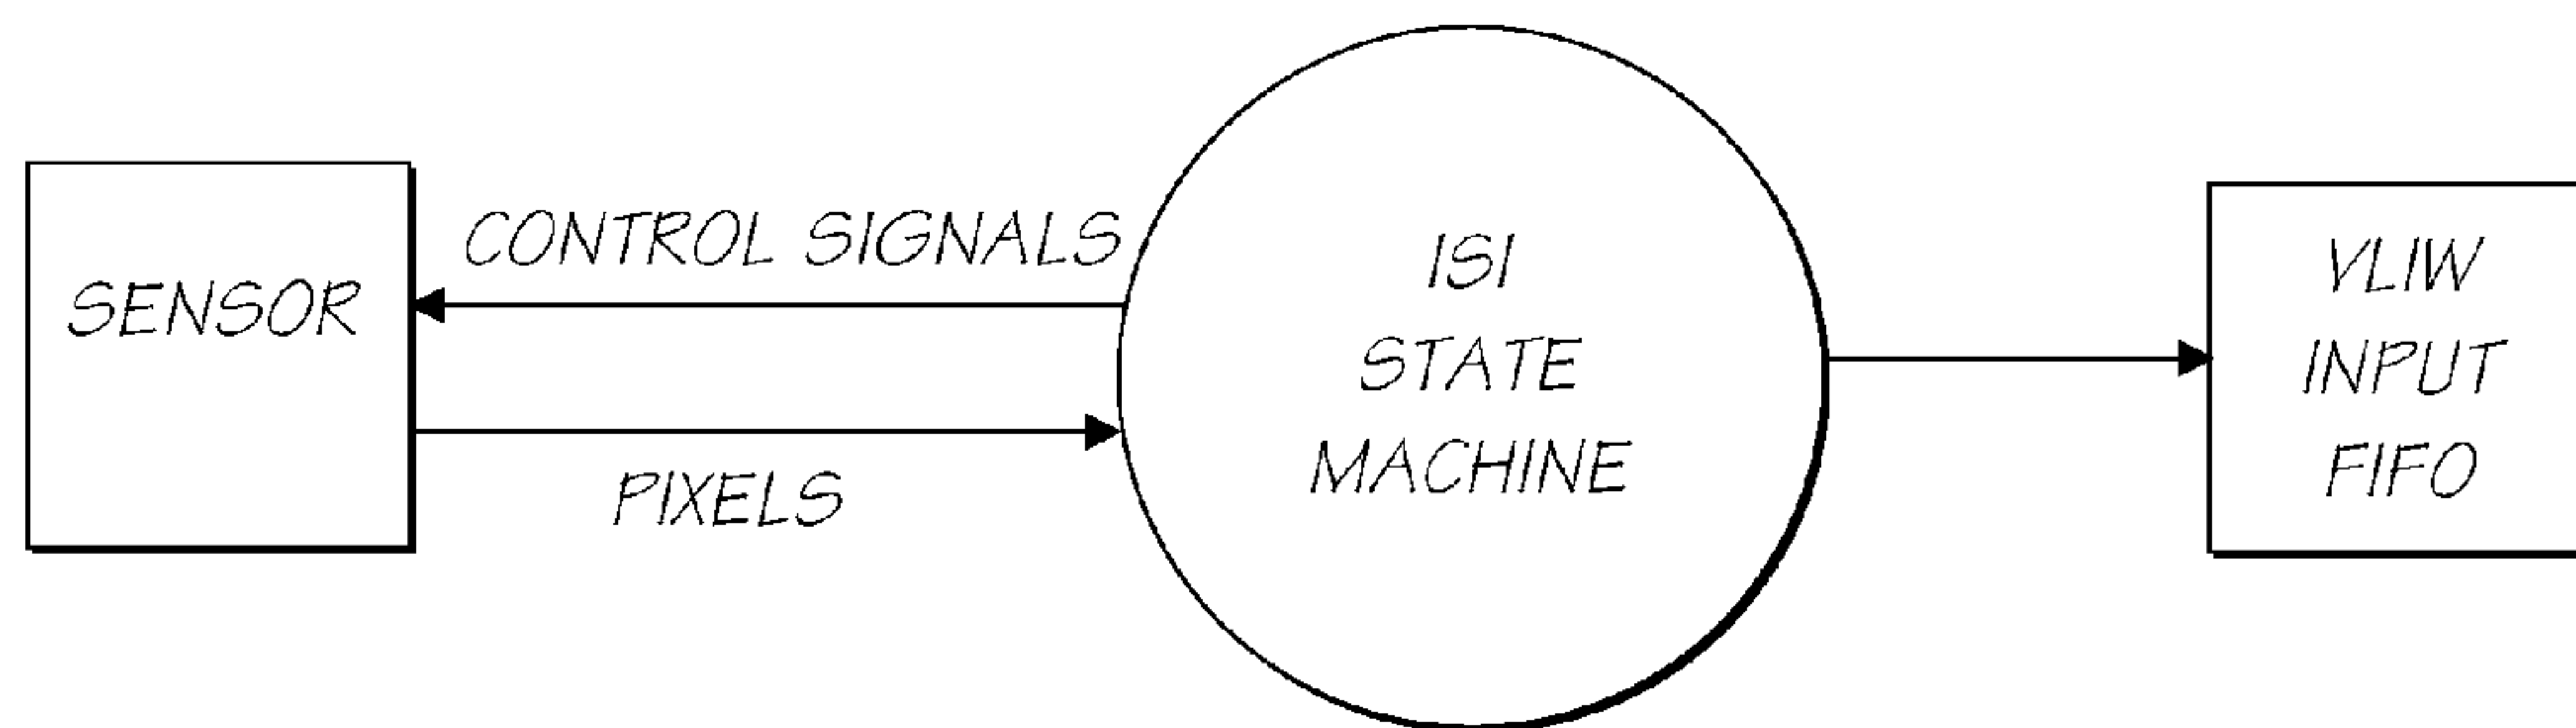 SENSOR
CONTROL SIGNALS
PIXELS
ISI
STATE
MACHINE
VLIW
INPUT
FIFO